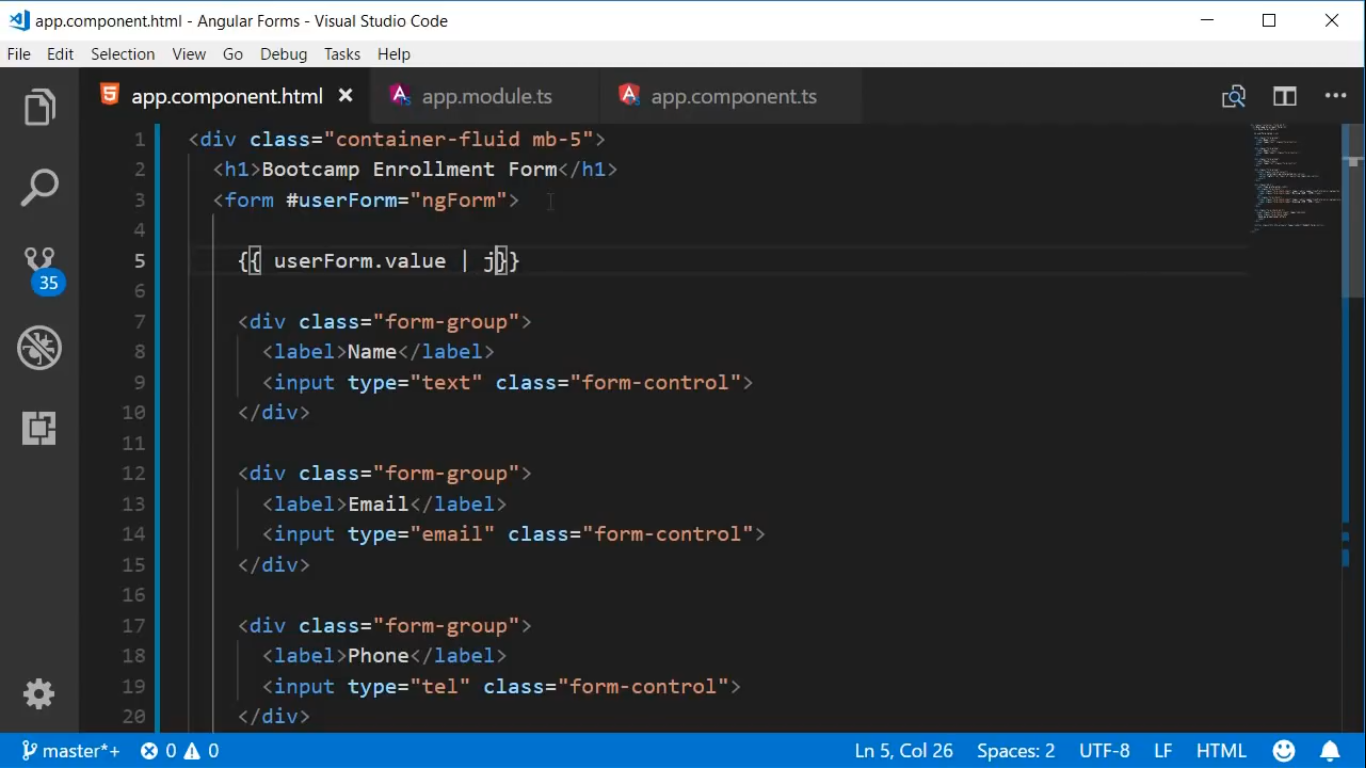 app.component.html - Angular Forms - Visual Studio Code
File Edit Selection View Go Debug Tasks Help
app.component.html app.module.ts app.component.ts
1 <div class="container-fluid mb-5">
2 <h1>Bootcamp Enrollment Form</h1>
3 <form #userForm="ngForm">
4
5 {{ userForm.value | j}}
6
7 <div class="form-group">
8 <label>Name</label>
9 <input type="text" class="form-control">
10 </div>
11
12 <div class="form-group">
13 <label>Email</label>
14 <input type="email" class="form-control">
15 </div>
16
17 <div class="form-group">
18 <label>Phone</label>
19 <input type="tel" class="form-control">
20 </div>
35
master*+ 0 0 Ln 5, Col 26 Spaces: 2 UTF-8 LF HTML